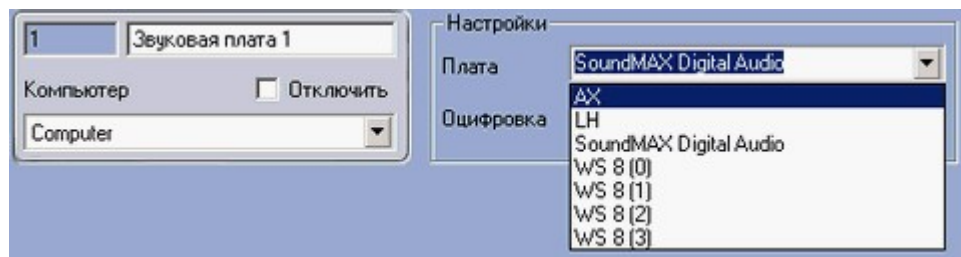 1
Звуковая плата 1
Компьютер
Отключить
Computer
Настройки
Плата
SoundMAX Digital Audio
Оцифровка
AX
LH
SoundMAX Digital Audio
WS 8 (0)
WS 8 (1)
WS 8 (2)
WS 8 (3)